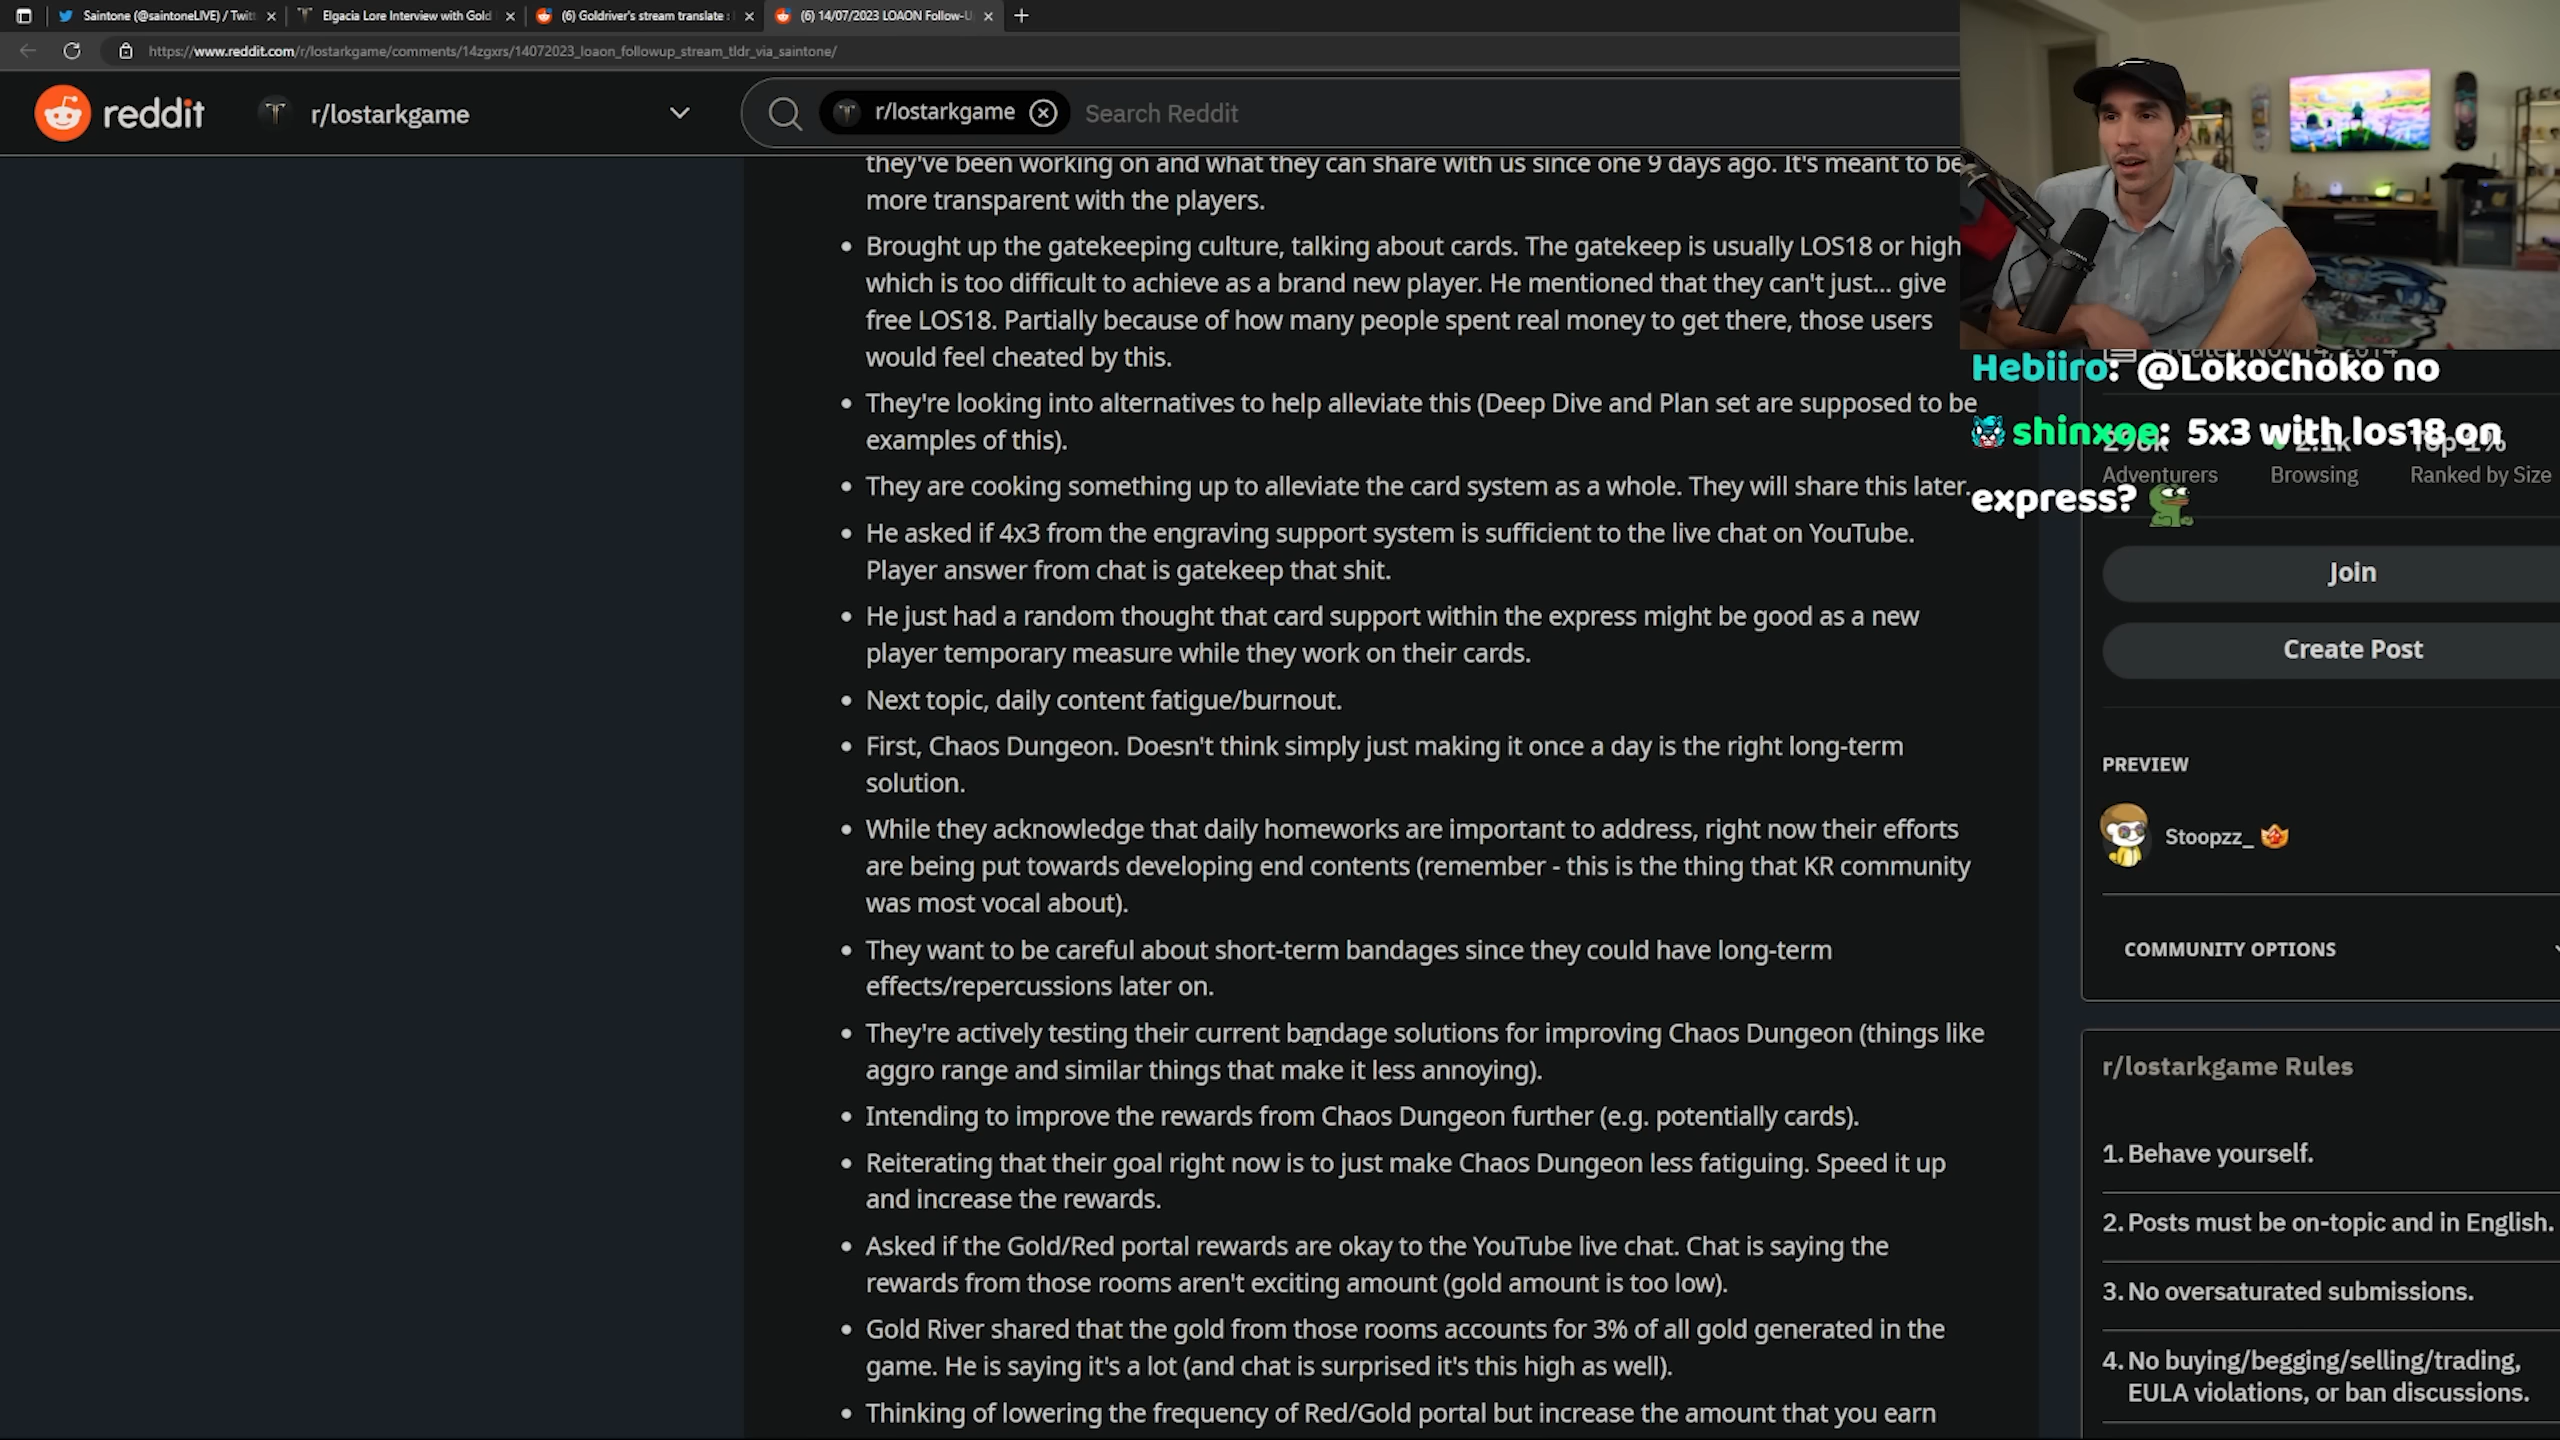 Saintone (@saintoneLIVE) / Twitt
Elgacia Lore Interview with Gold
(6) Goldriver's stream translate :
(6) 14/07/2023 LOAON Follow-U
https://www.reddit.com/r/lostarkgame/comments/14zgxrs/14072023_loaon_followup_stream_tldr_via_saintone/
reddit
r/lostarkgame
r/lostarkgame
Search Reddit
they've been working on and what they can share with us since one 9 days ago. It's meant to be
more transparent with the players.
Brought up the gatekeeping culture, talking about cards. The gatekeep is usually LOS18 or high
which is too difficult to achieve as a brand new player. He mentioned that they can't just... give
free LOS18. Partially because of how many people spent real money to get there, those users
would feel cheated by this.
They're looking into alternatives to help alleviate this (Deep Dive and Plan set are supposed to be
examples of this).
They are cooking something up to alleviate the card system as a whole. They will share this later.
He asked if 4x3 from the engraving support system is sufficient to the live chat on YouTube.
Player answer from chat is gatekeep that shit.
He just had a random thought that card support within the express might be good as a new
player temporary measure while they work on their cards.
Next topic, daily content fatigue/burnout.
First, Chaos Dungeon. Doesn't think simply just making it once a day is the right long-term
solution.
While they acknowledge that daily homeworks are important to address, right now their efforts
are being put towards developing end contents (remember - this is the thing that KR community
was most vocal about).
They want to be careful about short-term bandages since they could have long-term
effects/repercussions later on.
They're actively testing their current bandage solutions for improving Chaos Dungeon (things like
aggro range and similar things that make it less annoying).
Intending to improve the rewards from Chaos Dungeon further (e.g. potentially cards).
Reiterating that their goal right now is to just make Chaos Dungeon less fatiguing. Speed it up
and increase the rewards.
Asked if the Gold/Red portal rewards are okay to the YouTube live chat. Chat is saying the
rewards from those rooms aren't exciting amount (gold amount is too low).
Gold River shared that the gold from those rooms accounts for 3% of all gold generated in the
game. He is saying it's a lot (and chat is surprised it's this high as well).
Thinking of lowering the frequency of Red/Gold portal but increase the amount that you earn
Created Nov 14, 2014
Hebiiro: @Lokochoko no
shinxoe: 5x3 with los18 on
express?
2.1k
Top 1%
Adventurers
Browsing
Ranked by Size
Join
Create Post
PREVIEW
Stoopzz_
COMMUNITY OPTIONS
r/lostarkgame Rules
1. Behave yourself.
2. Posts must be on-topic and in English.
3. No oversaturated submissions.
4. No buying/begging/selling/trading,
EULA violations, or ban discussions.